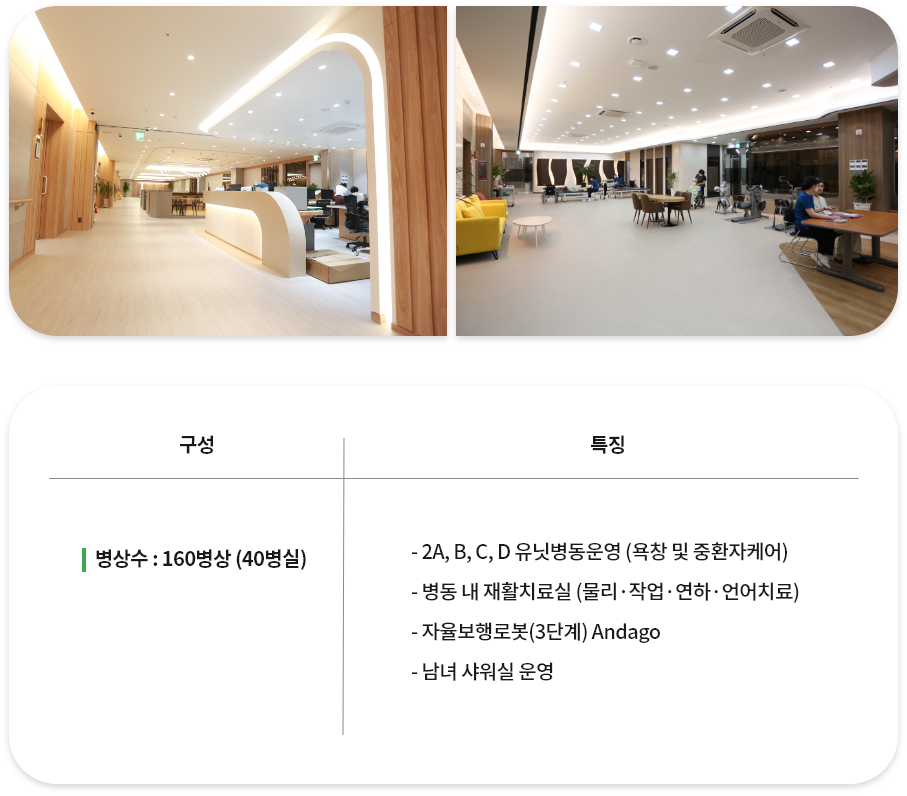 구성
특징
병상수 : 160병상 (40병실)
- 2A, B, C, D 유닛병동운영 (욕창 및 중환자케어)
- 병동 내 재활치료실 (물리·작업·연하·언어치료)
- 자율보행로봇(3단계) Andago
- 남녀 샤워실 운영